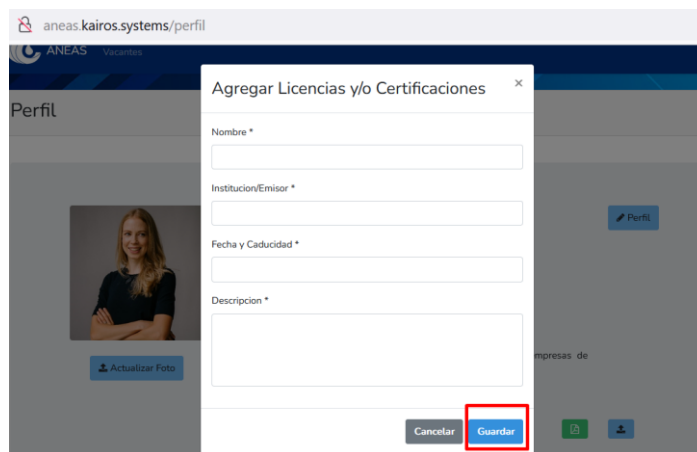 aneas.kairos.systems/perfil
ANEAS Vacantes
Agregar Licencias y/o Certificaciones ×
Perfil
Nombre *
Institucion/Emisor *
Perfil
Fecha y Caducidad *
Descripcion *
mpresas de
Actualizar Foto
Cancelar Guardar